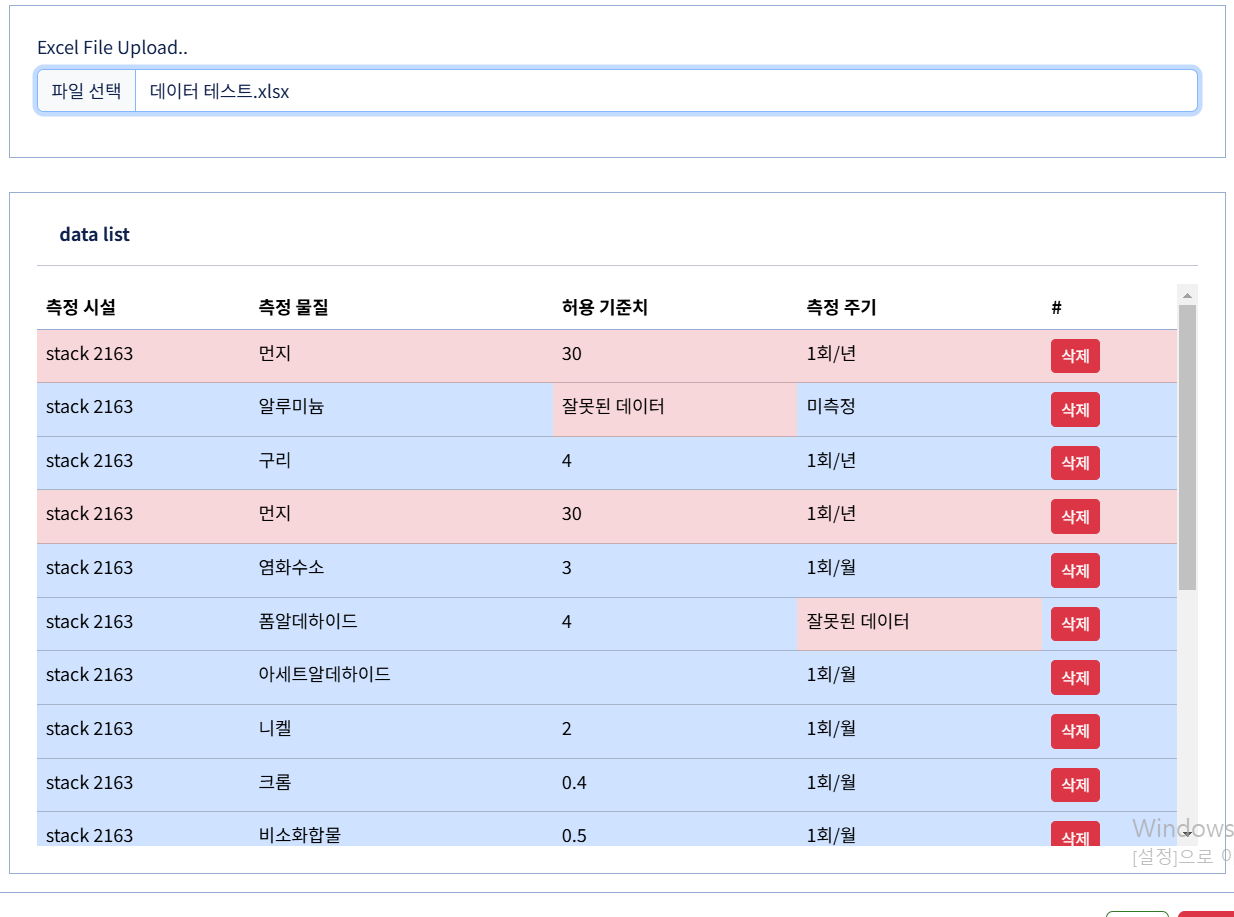 Excel File Upload..
파일 선택 데이터 테스트.xlsx
data list
측정 시설 측정 물질 허용 기준치 측정 주기 #
stack 2163 먼지 30 1회/년 삭제
stack 2163 알루미늄 잘못된 데이터 미측정 삭제
stack 2163 구리 4 1회/년 삭제
stack 2163 먼지 30 1회/년 삭제
stack 2163 염화수소 3 1회/월 삭제
stack 2163 폼알데하이드 4 잘못된 데이터 삭제
stack 2163 아세트알데하이드 1회/월 삭제
stack 2163 니켈 2 1회/월 삭제
stack 2163 크롬 0.4 1회/월 삭제
stack 2163 비소화합물 0.5 1회/월 삭제
Windows
[설정]으로